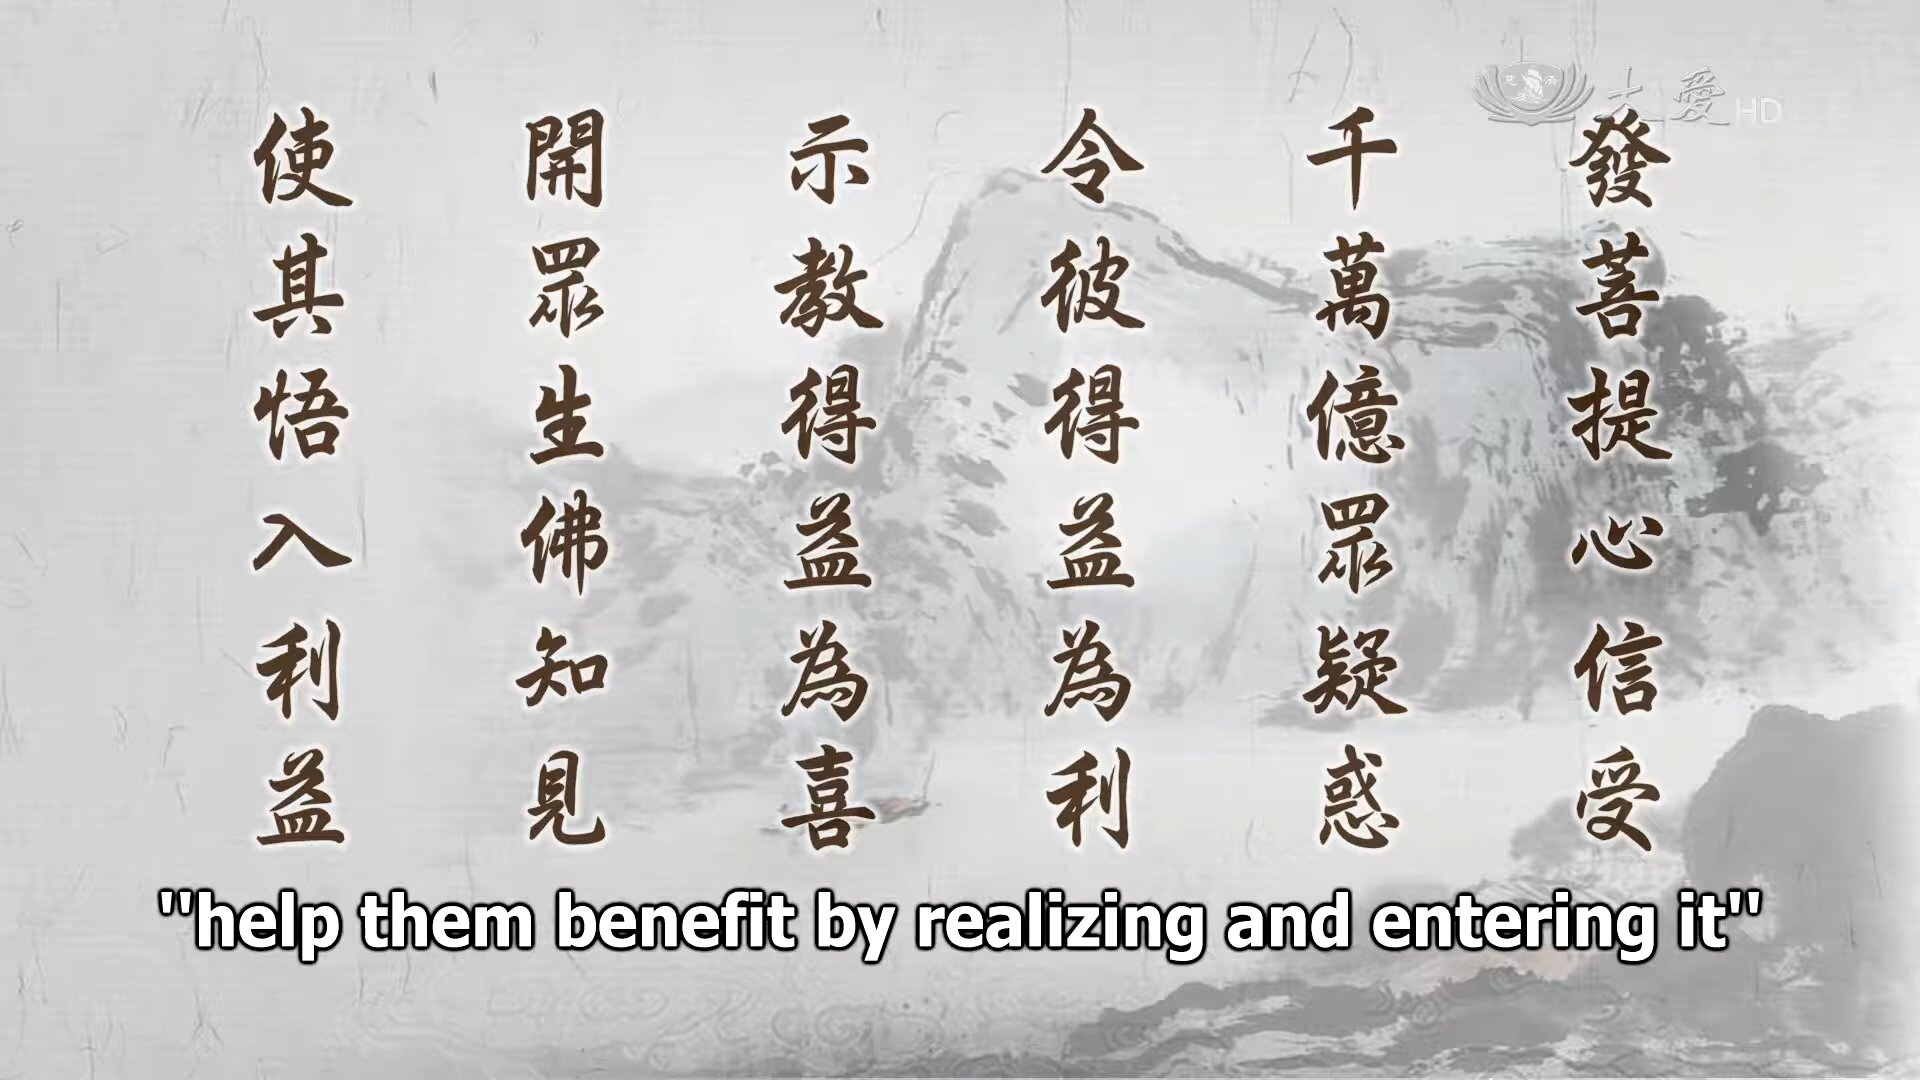 大愛HD
發菩提心信受
千萬億眾疑惑
令彼得益為利
示教得益為喜
開眾生佛知見
使其悟入利益
"help them benefit by realizing and entering it"